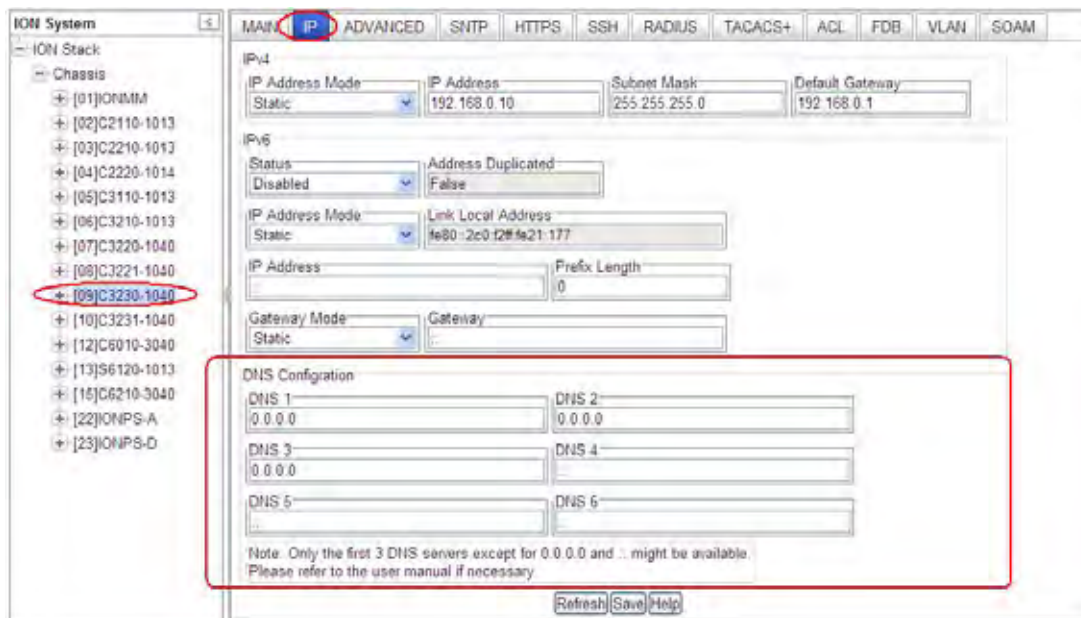 ION System
ION Stack
Chassis
[01]IONMM
[02]C2110-1013
[03]C2210-1013
[04]C2220-1014
[05]C3110-1013
[06]C3210-1013
[07]C3220-1040
[08]C3221-1040
[09]C3230-1040
[10]C3231-1040
[12]C6010-3040
[13]S6120-1013
[15]C6210-3040
[22]IONPS-A
[23]IONPS-D
MAIN IP ADVANCED SNTP HTTPS SSH RADIUS TACACS+ ACL FDB VLAN SOAM
IPv4
IP Address Mode IP Address Subnet Mask Default Gateway
Static 192.168.0.10 255.255.255.0 192.168.0.1
IPv6
Status Address Duplicated
Disabled False
IP Address Mode Link Local Address
Static fe80::2c0:f2ff:fe21:177
IP Address Prefix Length
:: 0
Gateway Mode Gateway
Static ::
DNS Configration
DNS 1 DNS 2
0.0.0.0 0.0.0.0
DNS 3 DNS 4
0.0.0.0 ::
DNS 5 DNS 6
:: ::
Note: Only the first 3 DNS servers except for 0.0.0.0 and :: might be available.
Please refer to the user manual if necessary
Refresh Save Help